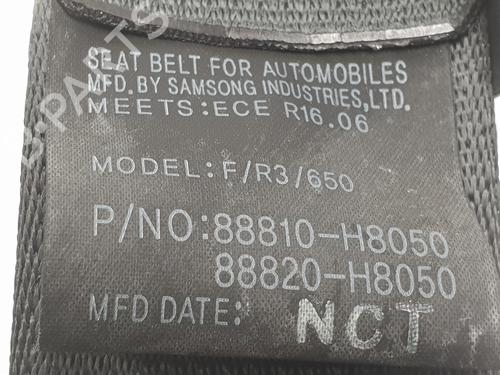 SEAT BELT FOR AUTOMOBILES
MFD.BY SAMSONG INDUSTRIES,LTD.
MEETS:ECE R16.06
MODEL:F/R3/650
P/NO:88810-H8050
88820-H8050
MFD DATE: NCT
B-PARTS